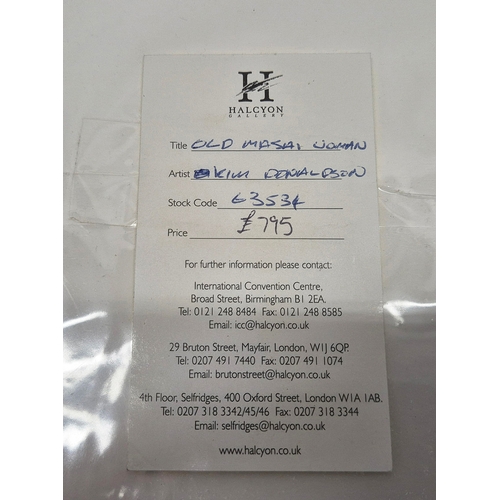 H
HALCYON
GALLERY
Title OLD MASAI WOMAN
Artist KIM DONALDSON
Stock Code 63534
Price £795
For further information please contact:
International Convention Centre,
Broad Street, Birmingham B1 2EA.
Tel: 0121 248 8484 Fax: 0121 248 8585
Email: icc@halcyon.co.uk
29 Bruton Street, Mayfair, London, W1J 6QP.
Tel: 0207 491 7440 Fax: 0207 491 1074
Email: brutonstreet@halcyon.co.uk
4th Floor, Selfridges, 400 Oxford Street, London W1A 1AB.
Tel: 0207 318 3342/45/46 Fax: 0207 318 3344
Email: selfridges@halcyon.co.uk
www.halcyon.co.uk